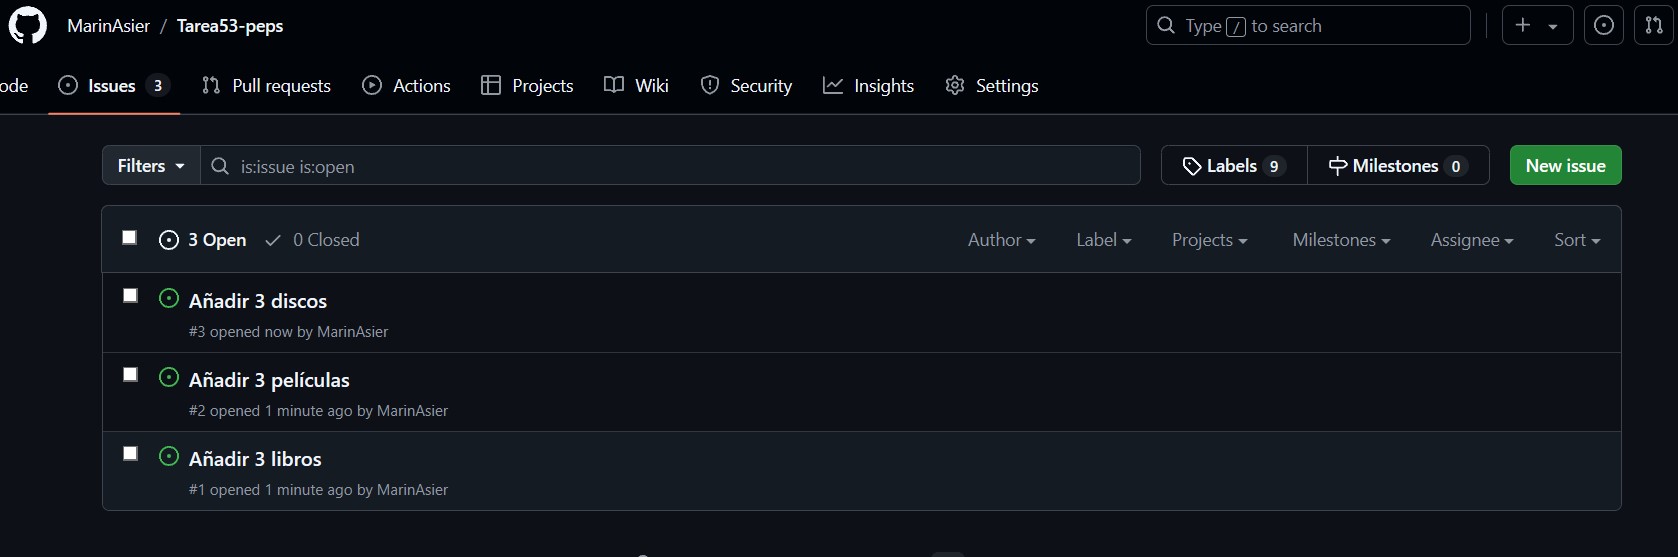 MarinAsier / Tarea53-peps
Type / to search
ode Issues 3 Pull requests Actions Projects Wiki Security Insights Settings
Filters is:issue is:open Labels 9 Milestones 0 New issue
3 Open 0 Closed Author Label Projects Milestones Assignee Sort
Añadir 3 discos
#3 opened now by MarinAsier
Añadir 3 películas
#2 opened 1 minute ago by MarinAsier
Añadir 3 libros
#1 opened 1 minute ago by MarinAsier